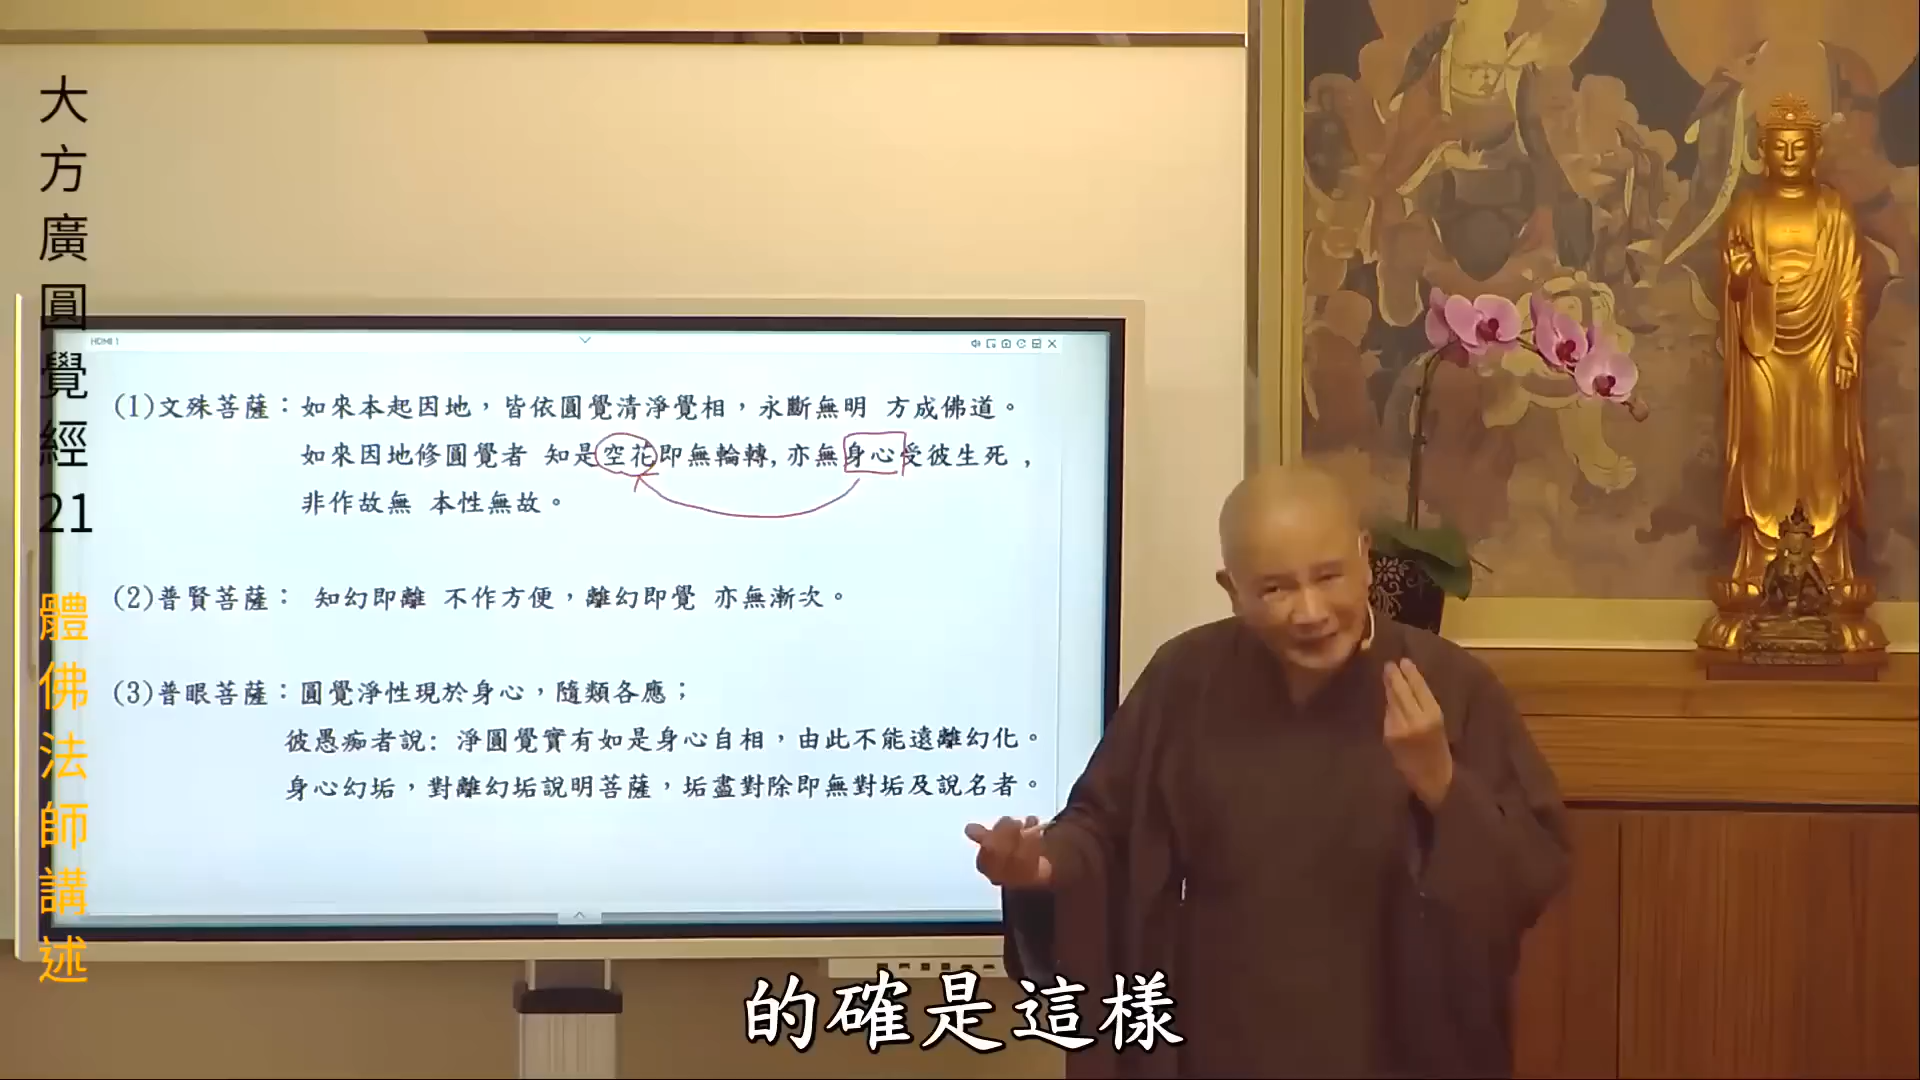 大方廣圓覺經21 體佛法師講述
HDMI 1
(1)文殊菩薩：如來本起因地，皆依圓覺清淨覺相，永斷無明 方成佛道。
如來因地修圓覺者 知是空花即無輪轉,亦無身心受彼生死，
非作故無 本性無故。
(2)普賢菩薩： 知幻即離 不作方便，離幻即覺 亦無漸次。
(3)普眼菩薩：圓覺淨性現於身心，隨類各應；
彼愚痴者說: 淨圓覺實有如是身心自相，由此不能遠離幻化。
身心幻垢，對離幻垢說明菩薩，垢盡對除即無對垢及說名者。
的確是這樣